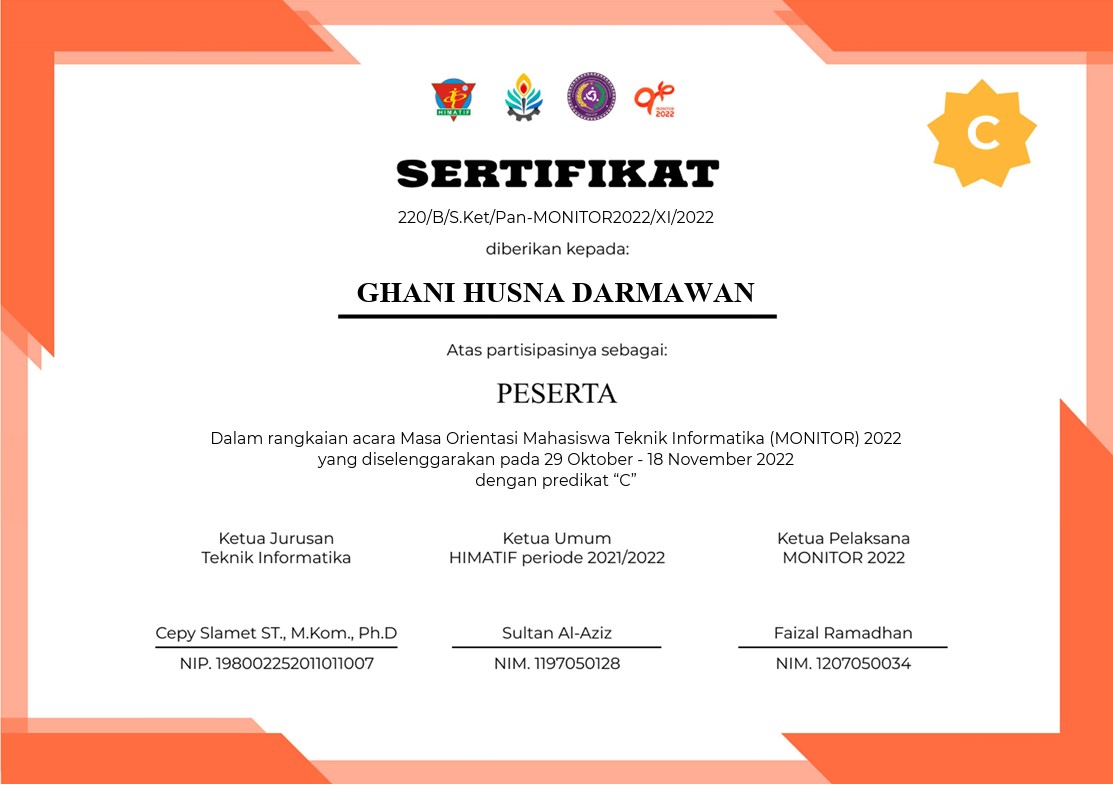 HIMATIF
MONITOR
2022
C
SERTIFIKAT
220/B/S.Ket/Pan-MONITOR2022/XI/2022
diberikan kepada:
GHANI HUSNA DARMAWAN
Atas partisipasinya sebagai:
PESERTA
Dalam rangkaian acara Masa Orientasi Mahasiswa Teknik Informatika (MONITOR) 2022
yang diselenggarakan pada 29 Oktober - 18 November 2022
dengan predikat “C”
Ketua Jurusan
Teknik Informatika
Cepy Slamet ST., M.Kom., Ph.D
NIP. 198002252011011007
Ketua Umum
HIMATIF periode 2021/2022
Sultan Al-Aziz
NIM. 1197050128
Ketua Pelaksana
MONITOR 2022
Faizal Ramadhan
NIM. 1207050034